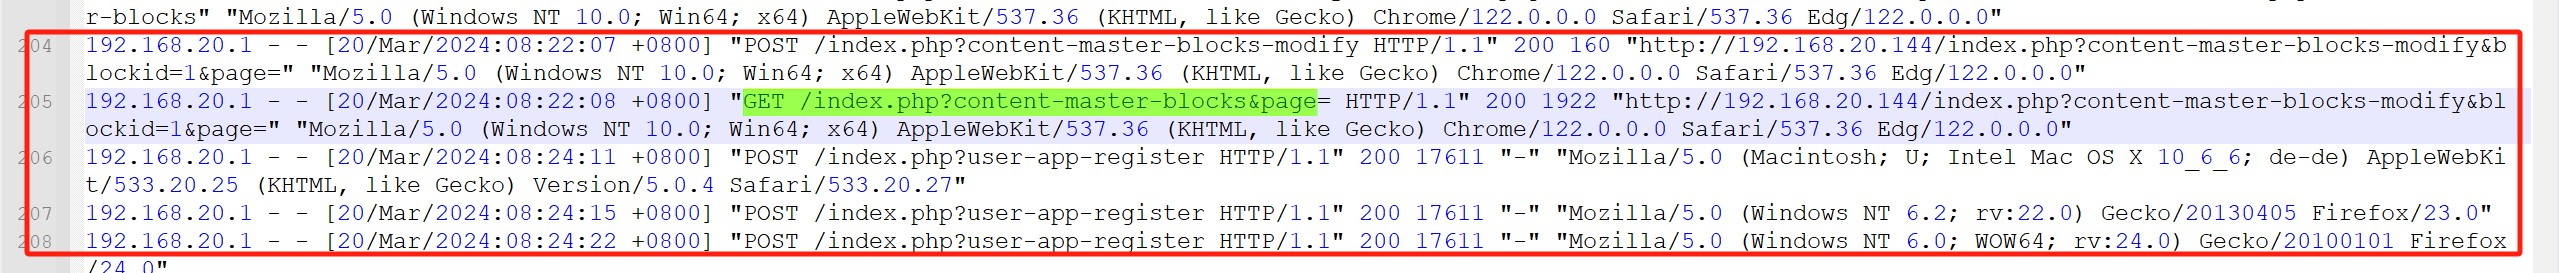 r-blocks" "Mozilla/5.0 (Windows NT 10.0; Win64; x64) AppleWebKit/537.36 (KHTML, like Gecko) Chrome/122.0.0.0 Safari/537.36 Edg/122.0.0.0"
204 192.168.20.1 - - [20/Mar/2024:08:22:07 +0800] "POST /index.php?content-master-blocks-modify HTTP/1.1" 200 160 "http://192.168.20.144/index.php?content-master-blocks-modify&b
lockid=1&page=" "Mozilla/5.0 (Windows NT 10.0; Win64; x64) AppleWebKit/537.36 (KHTML, like Gecko) Chrome/122.0.0.0 Safari/537.36 Edg/122.0.0.0"
205 192.168.20.1 - - [20/Mar/2024:08:22:08 +0800] "GET /index.php?content-master-blocks&page= HTTP/1.1" 200 1922 "http://192.168.20.144/index.php?content-master-blocks-modify&bl
ockid=1&page=" "Mozilla/5.0 (Windows NT 10.0; Win64; x64) AppleWebKit/537.36 (KHTML, like Gecko) Chrome/122.0.0.0 Safari/537.36 Edg/122.0.0.0"
206 192.168.20.1 - - [20/Mar/2024:08:24:11 +0800] "POST /index.php?user-app-register HTTP/1.1" 200 17611 "-" "Mozilla/5.0 (Macintosh; U; Intel Mac OS X 10_6_6; de-de) AppleWebKi
t/533.20.25 (KHTML, like Gecko) Version/5.0.4 Safari/533.20.27"
207 192.168.20.1 - - [20/Mar/2024:08:24:15 +0800] "POST /index.php?user-app-register HTTP/1.1" 200 17611 "-" "Mozilla/5.0 (Windows NT 6.2; rv:22.0) Gecko/20130405 Firefox/23.0"
208 192.168.20.1 - - [20/Mar/2024:08:24:22 +0800] "POST /index.php?user-app-register HTTP/1.1" 200 17611 "-" "Mozilla/5.0 (Windows NT 6.0; WOW64; rv:24.0) Gecko/20100101 Firefox
/24.0"